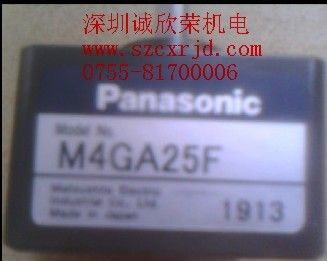 深圳诚欣荣机电
www.szcxrjd.com
0755-81700006
Panasonic
Model No.
M4GA25F
Matsushita Electric
Industrial Co., Ltd.
Made in Japan
1913